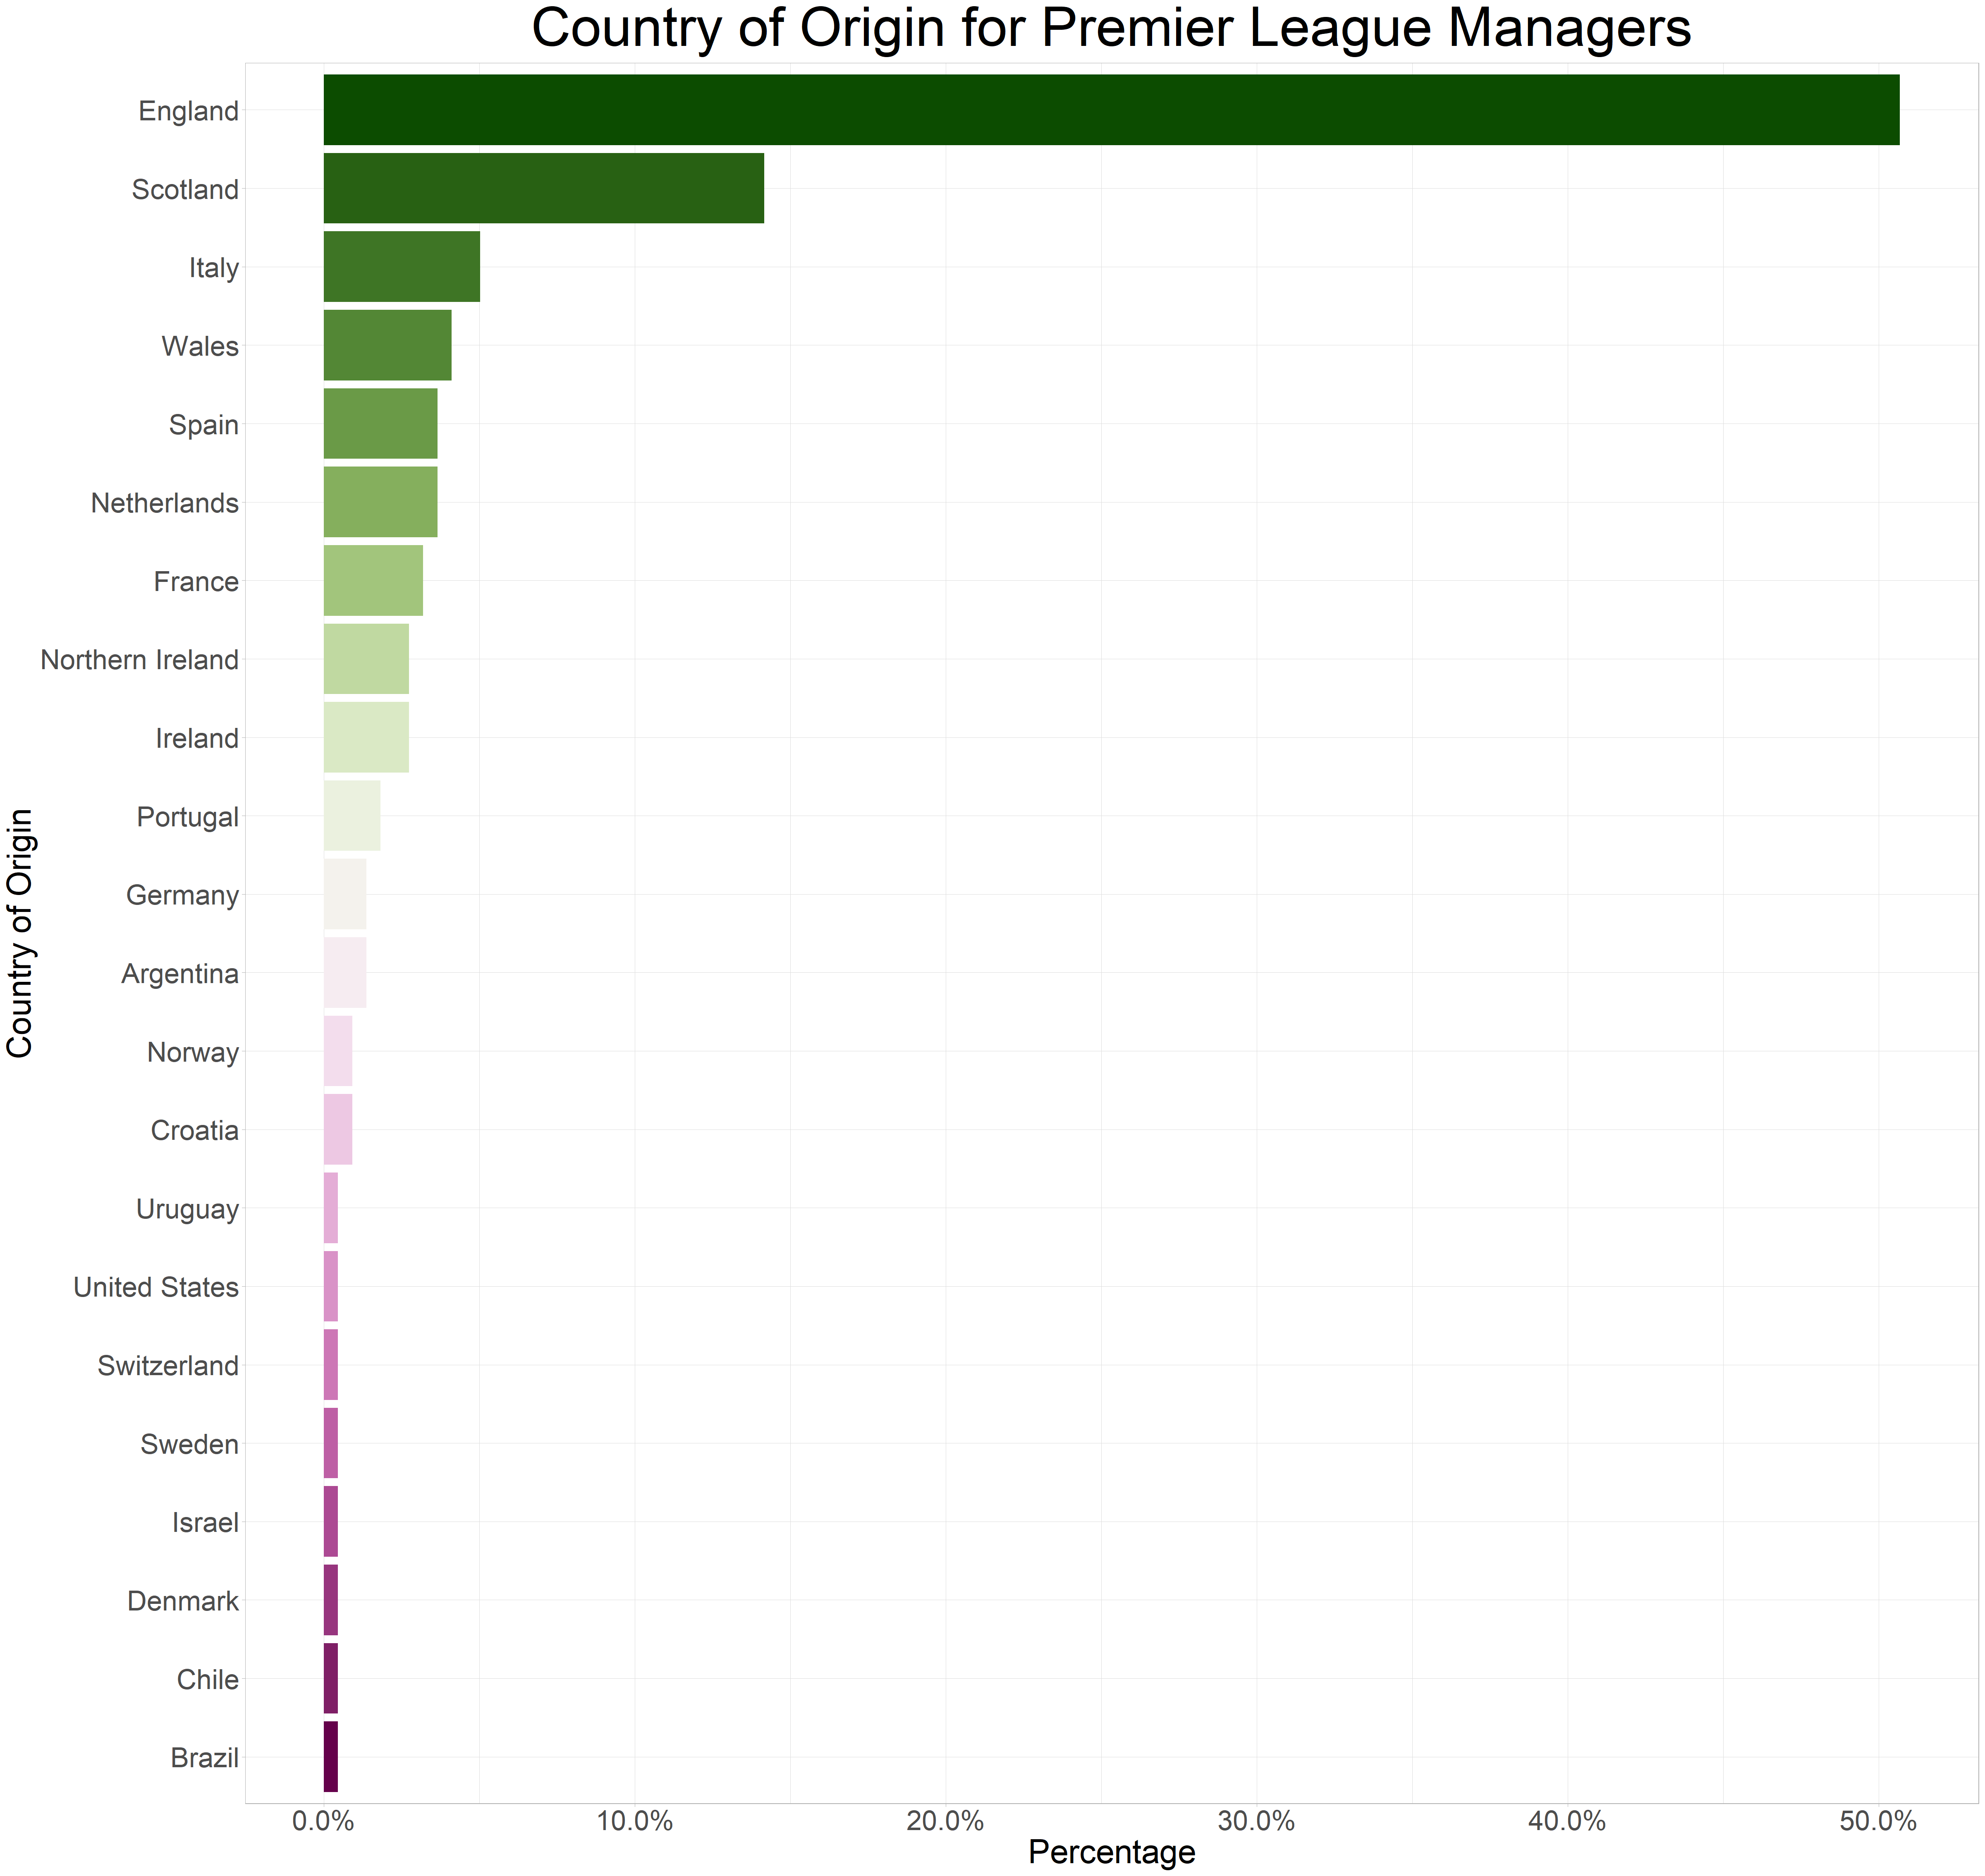 Country of Origin for Premier League Managers
Country of Origin
England
Scotland
Italy
Wales
Spain
Netherlands
France
Northern Ireland
Ireland
Portugal
Germany
Argentina
Norway
Croatia
Uruguay
United States
Switzerland
Sweden
Israel
Denmark
Chile
Brazil
0.0% 10.0% 20.0% 30.0% 40.0% 50.0%
Percentage